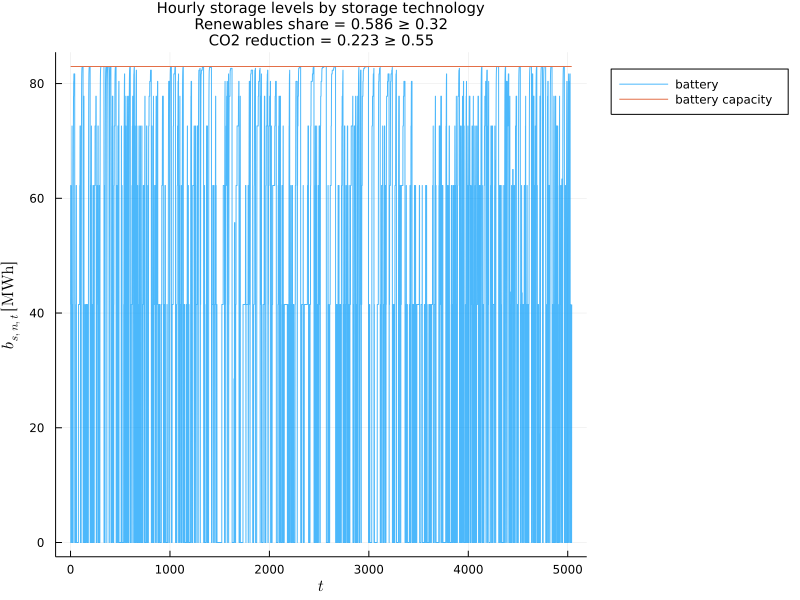 Hourly storage levels by storage technology
Renewables share = 0.586 ≥ 0.32
CO2 reduction = 0.223 ≥ 0.55
battery
battery capacity
b_{s,n,t} [MWh]
80
60
40
20
0
0 1000 2000 3000 4000 5000
t